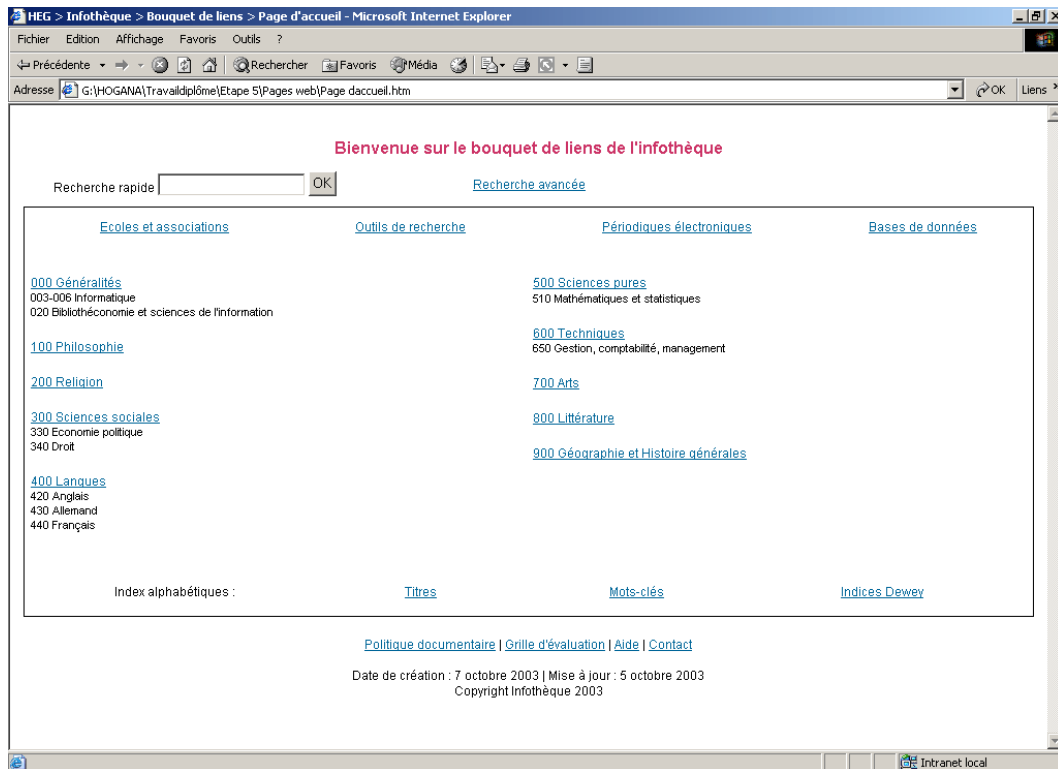 HEG > Infothèque > Bouquet de liens > Page d'accueil - Microsoft Internet Explorer
Fichier Edition Affichage Favoris Outils ?
Précédente Rechercher Favoris Média
Adresse G:\HOGANA\Travaildiplôme\Etape 5\Pages web\Page daccueil.htm OK Liens »
Bienvenue sur le bouquet de liens de l'infothèque
Recherche rapide OK Recherche avancée
Ecoles et associations Outils de recherche Périodiques électroniques Bases de données
000 Généralités
003-006 Informatique
020 Bibliothéconomie et sciences de l'information
100 Philosophie
200 Religion
300 Sciences sociales
330 Economie politique
340 Droit
400 Langues
420 Anglais
430 Allemand
440 Français
500 Sciences pures
510 Mathématiques et statistiques
600 Techniques
650 Gestion, comptabilité, management
700 Arts
800 Littérature
900 Géographie et Histoire générales
Index alphabétiques : Titres Mots-clés Indices Dewey
Politique documentaire | Grille d'évaluation | Aide | Contact
Date de création : 7 octobre 2003 | Mise à jour : 5 octobre 2003
Copyright Infothèque 2003
Intranet local